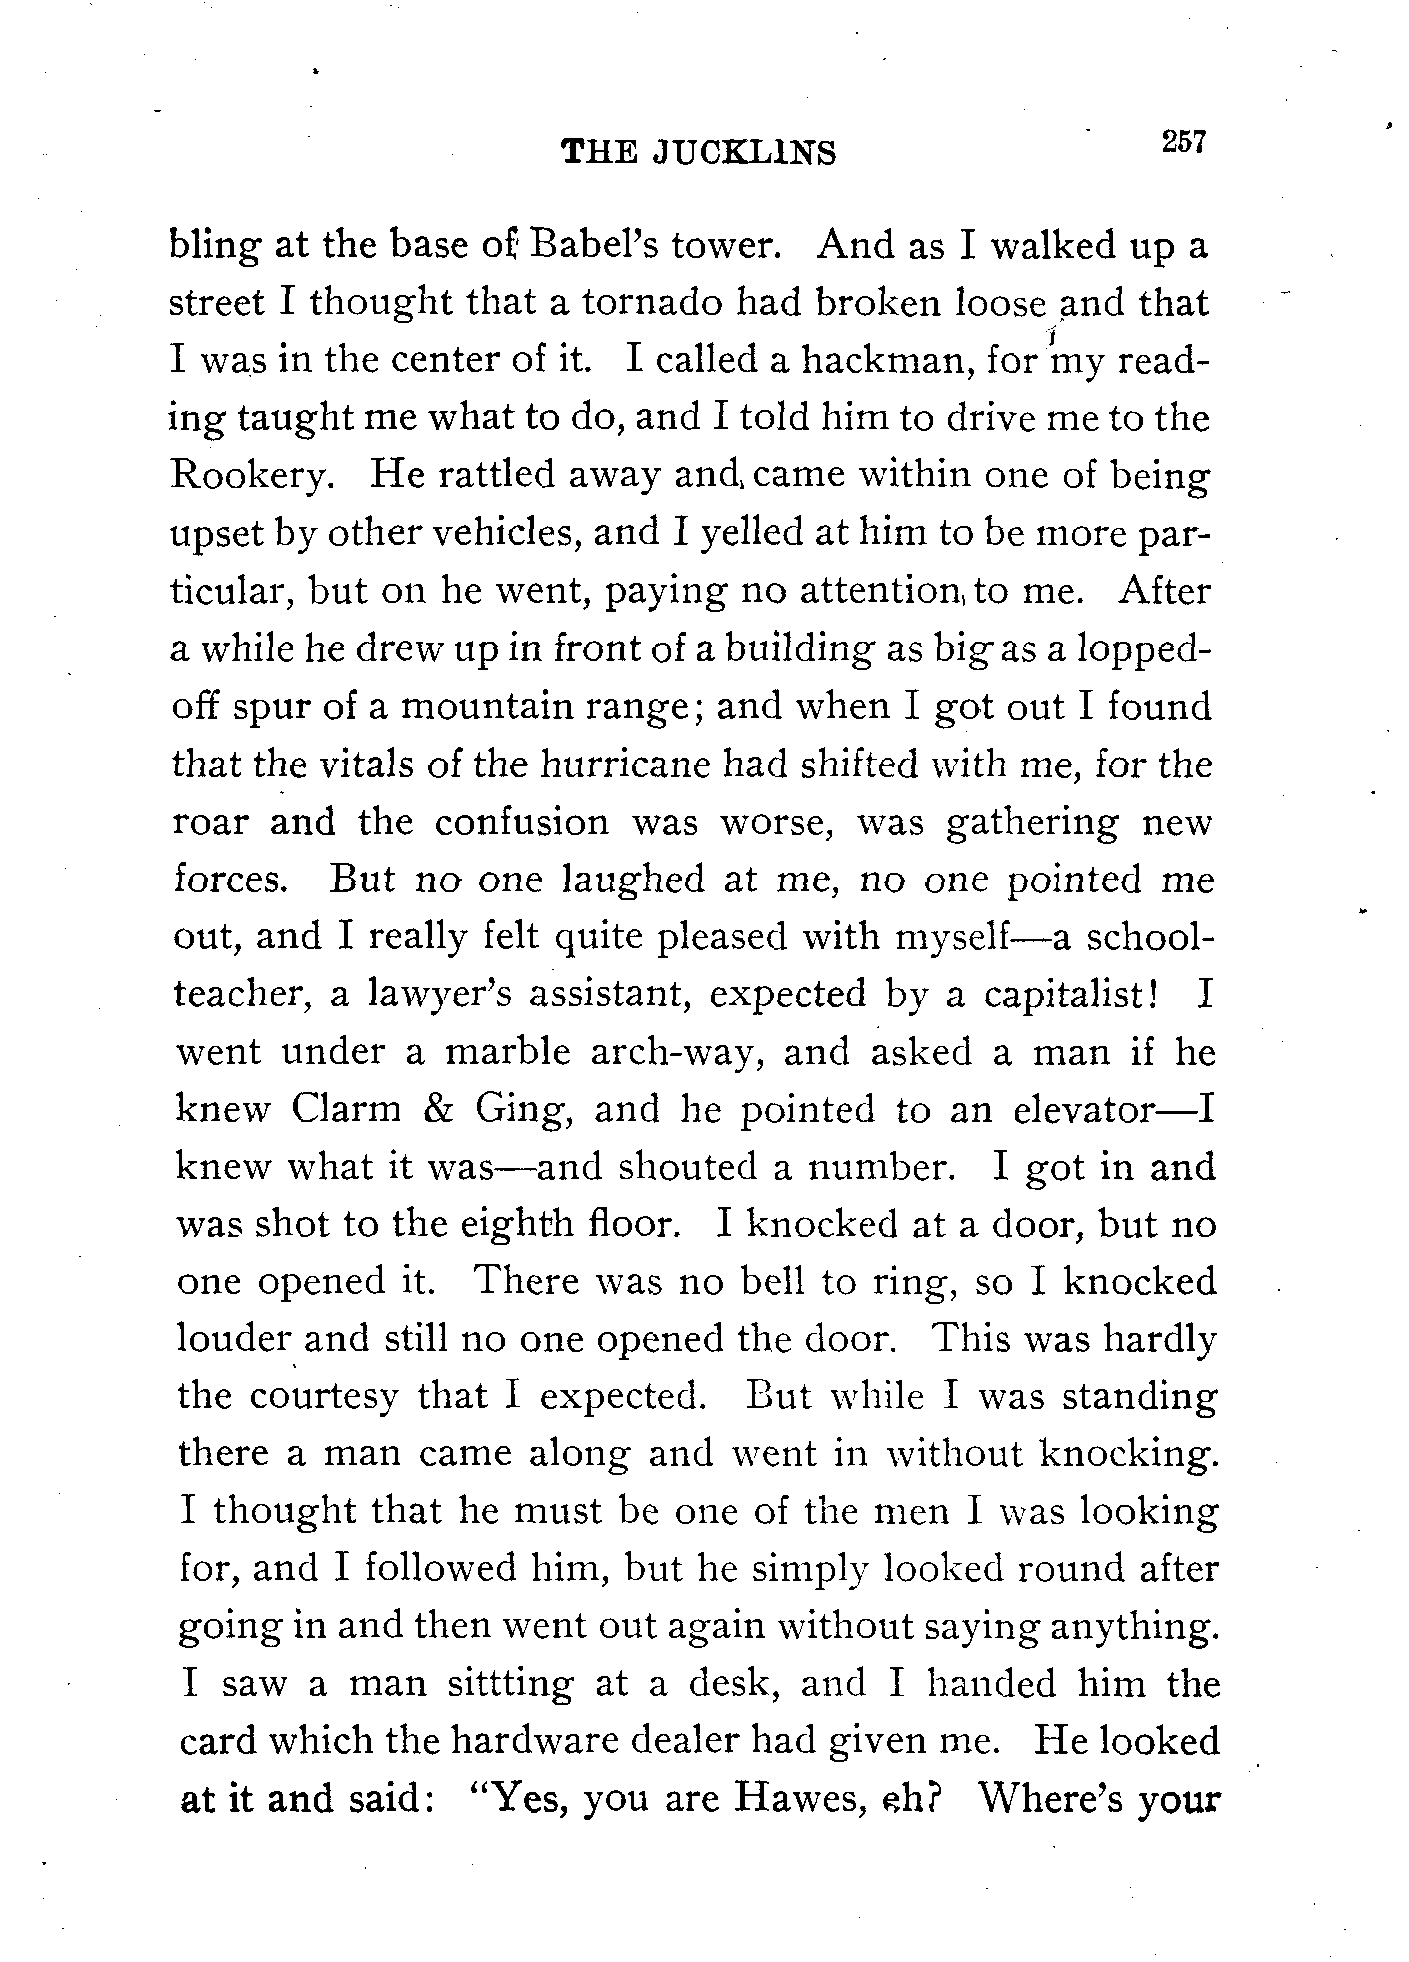 THE JUCKLINS 257
bling at the base of Babel's tower. And as I walked up a
street I thought that a tornado had broken loose and that
I was in the center of it. I called a hackman, for my read-
ing taught me what to do, and I told him to drive me to the
Rookery. He rattled away and came within one of being
upset by other vehicles, and I yelled at him to be more par-
ticular, but on he went, paying no attention to me. After
a while he drew up in front of a building as big as a lopped-
off spur of a mountain range; and when I got out I found
that the vitals of the hurricane had shifted with me, for the
roar and the confusion was worse, was gathering new
forces. But no one laughed at me, no one pointed me
out, and I really felt quite pleased with myself—a school-
teacher, a lawyer's assistant, expected by a capitalist! I
went under a marble arch-way, and asked a man if he
knew Clarm & Ging, and he pointed to an elevator—I
knew what it was—and shouted a number. I got in and
was shot to the eighth floor. I knocked at a door, but no
one opened it. There was no bell to ring, so I knocked
louder and still no one opened the door. This was hardly
the courtesy that I expected. But while I was standing
there a man came along and went in without knocking.
I thought that he must be one of the men I was looking
for, and I followed him, but he simply looked round after
going in and then went out again without saying anything.
I saw a man sittting at a desk, and I handed him the
card which the hardware dealer had given me. He looked
at it and said: "Yes, you are Hawes, eh? Where's your